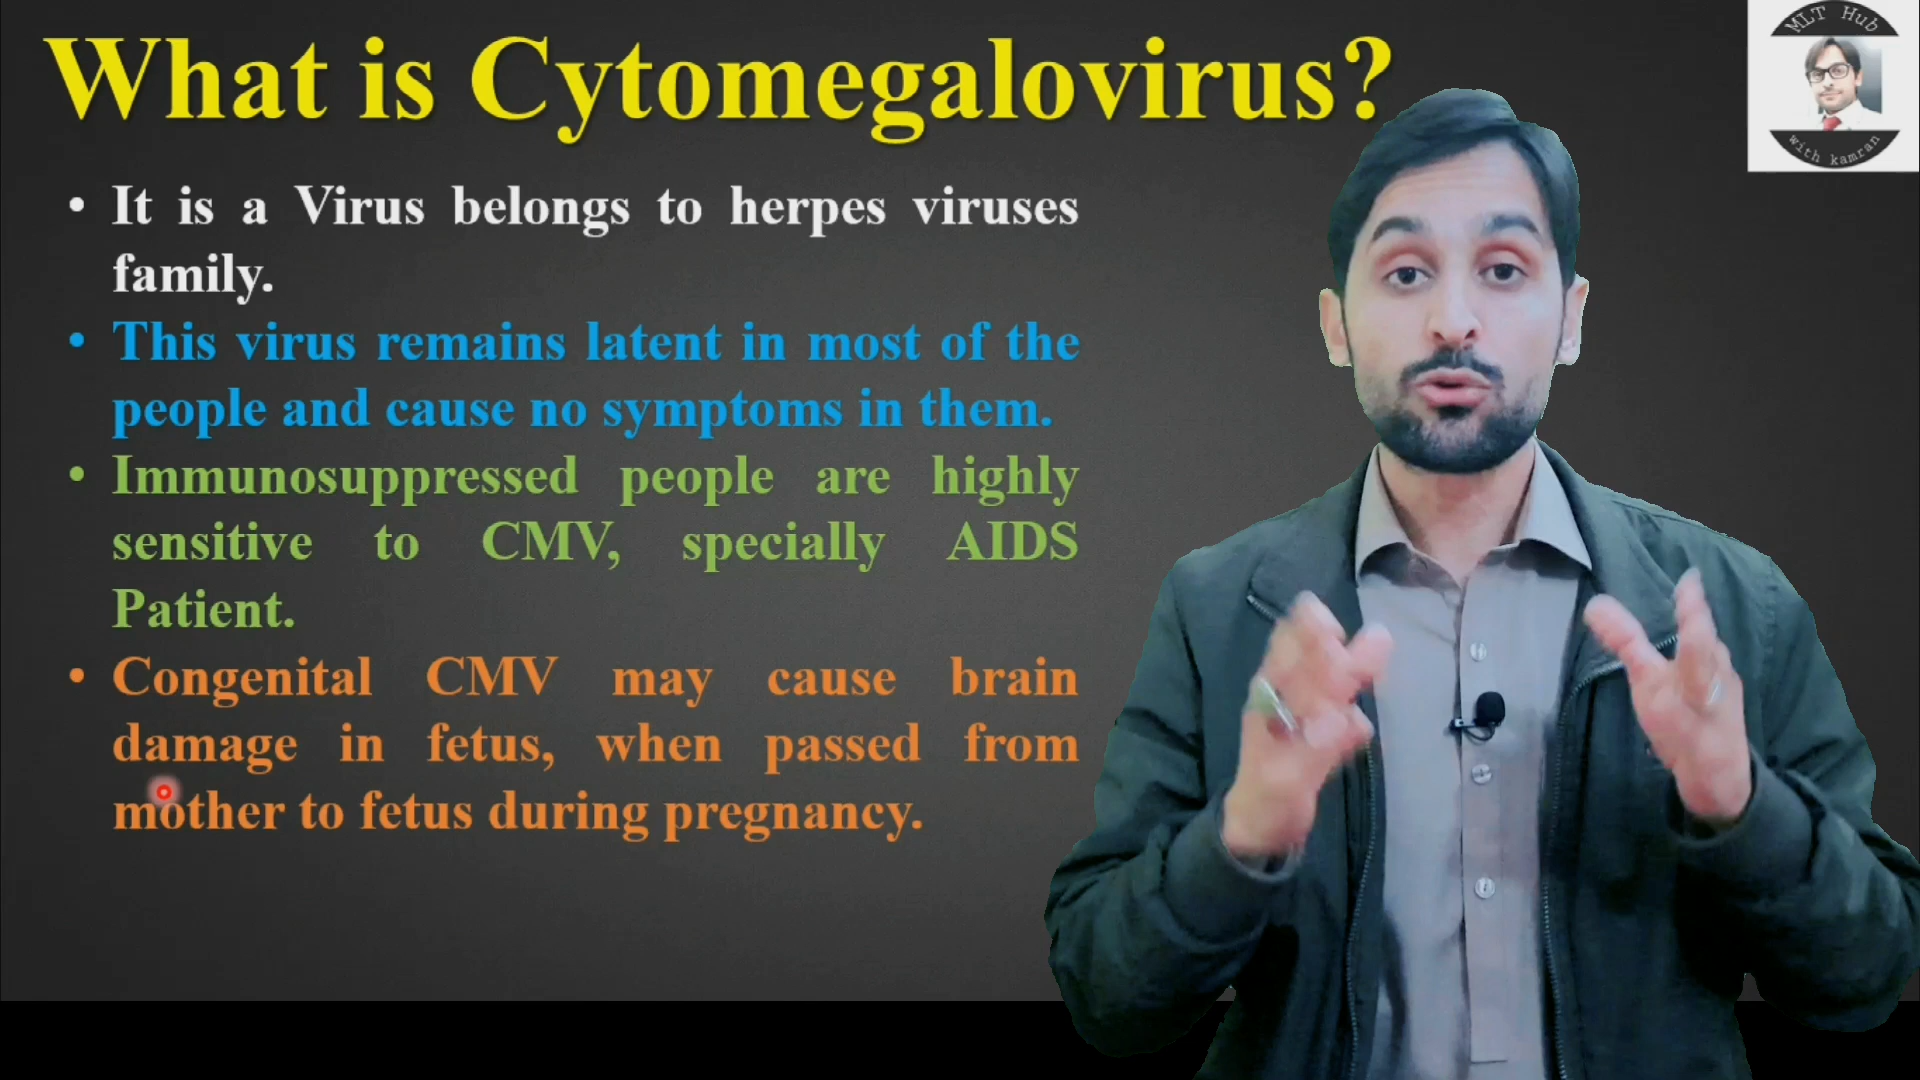 What is Cytomegalovirus?
MLT Hub
with kamran
• It is a Virus belongs to herpes viruses
family.
• This virus remains latent in most of the
people and cause no symptoms in them.
• Immunosuppressed people are highly
sensitive to CMV, specially AIDS
Patient.
• Congenital CMV may cause brain
damage in fetus, when passed from
mother to fetus during pregnancy.